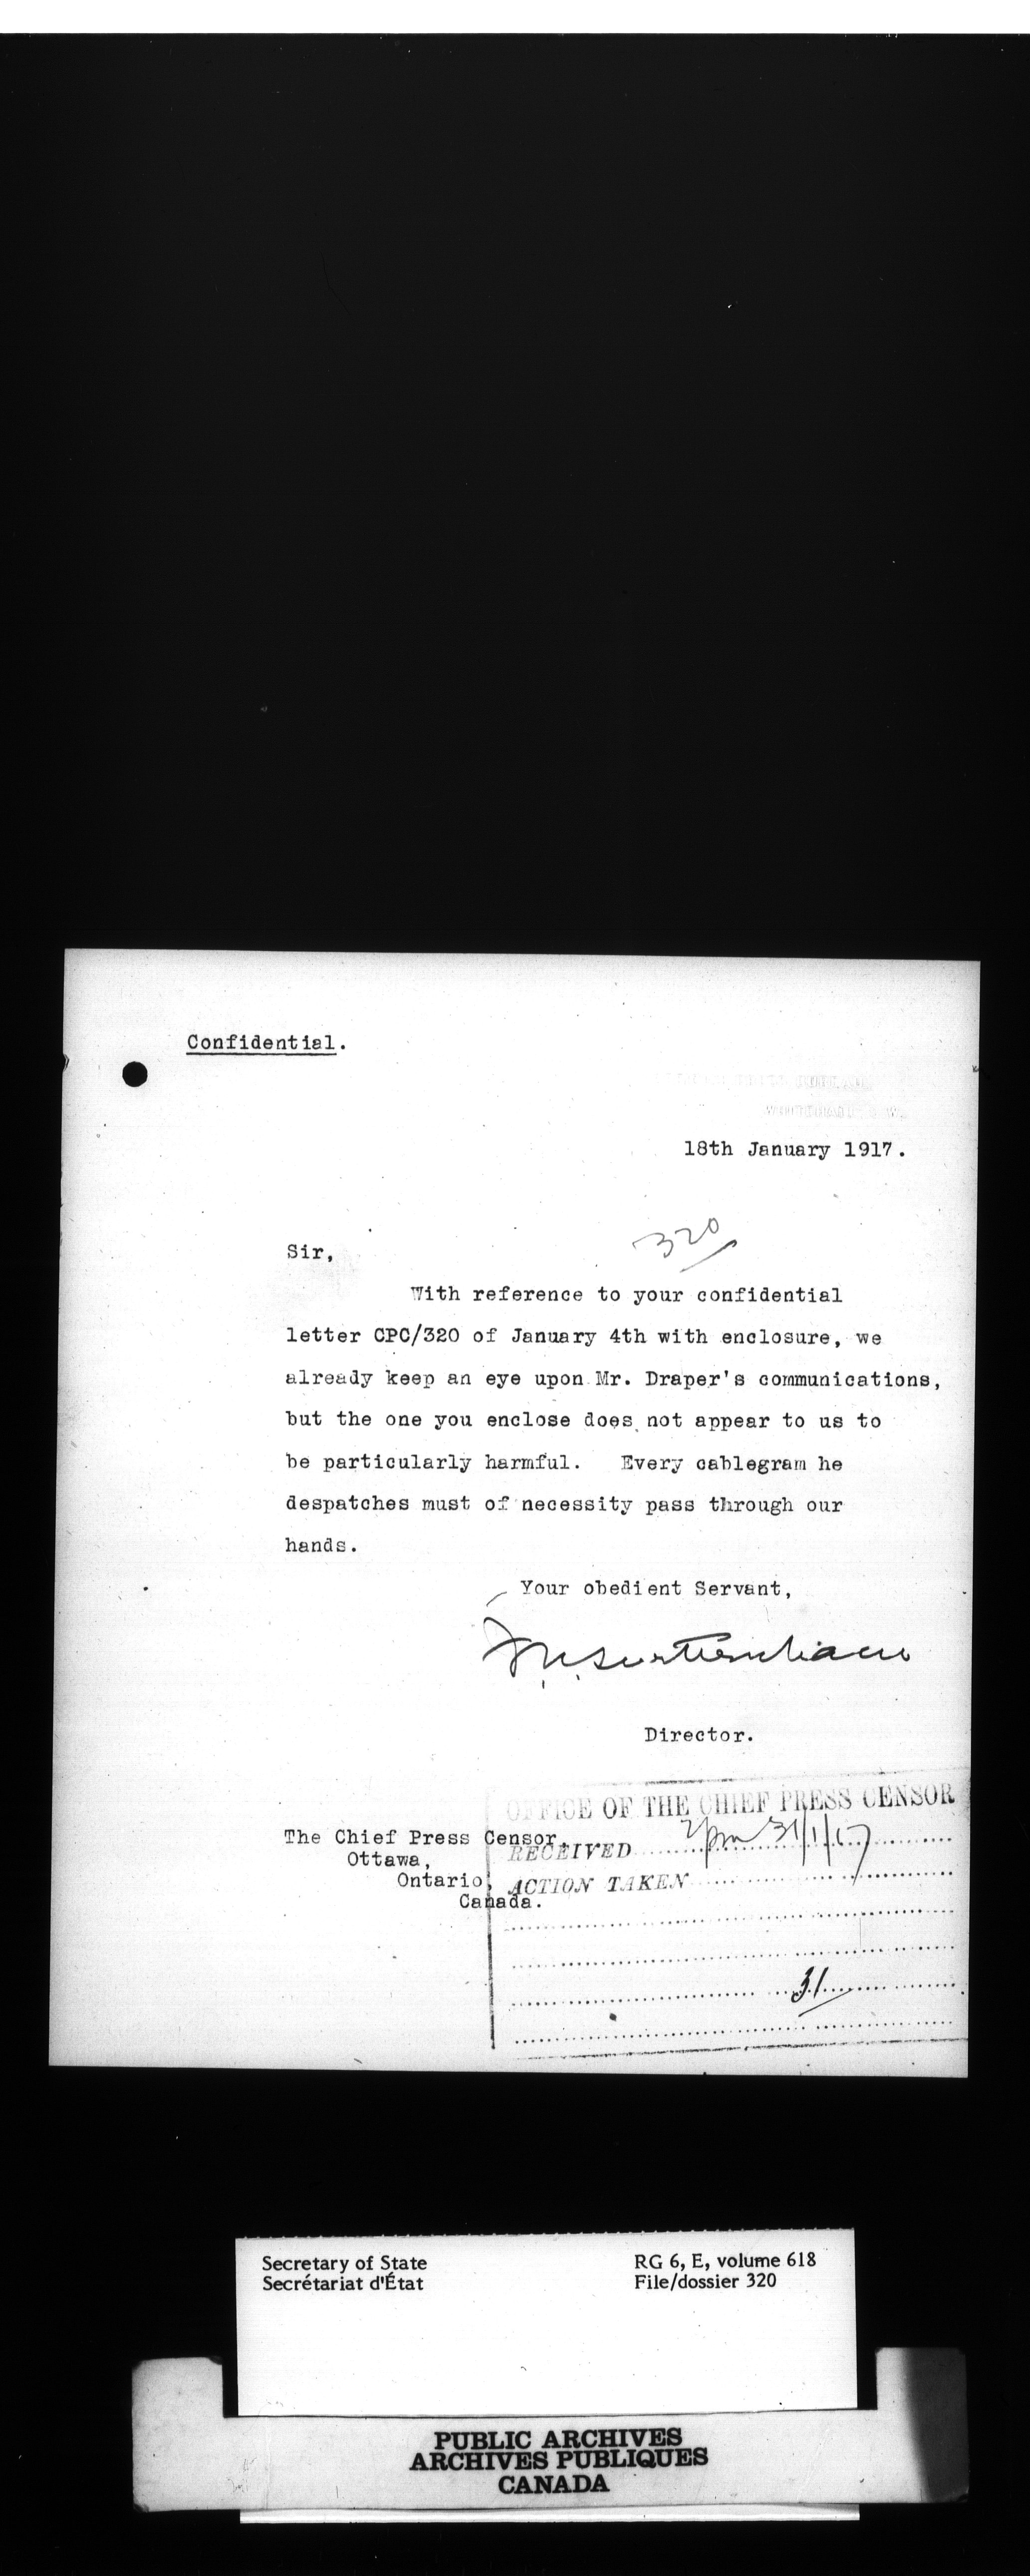 Confidential.
18th January 1917.
320
Sir,
With reference to your confidential
letter CPC/320 of January 4th with enclosure, we
already keep an eye upon Mr. Draper's communications,
but the one you enclose does not appear to us to
be particularly harmful. Every cablegram he
despatches must of necessity pass through our
hands.
Your obedient Servant,
Director.
OFFICE OF THE CHIEF PRESS CENSOR
The Chief Press Censor,
Ottawa,
Ontario,
Canada.
RECEIVED 2pm 31/1/17
ACTION TAKEN
31
Secretary of State
Secrétariat d'État
RG 6, E, volume 618
File/dossier 320
PUBLIC ARCHIVES
ARCHIVES PUBLIQUES
CANADA